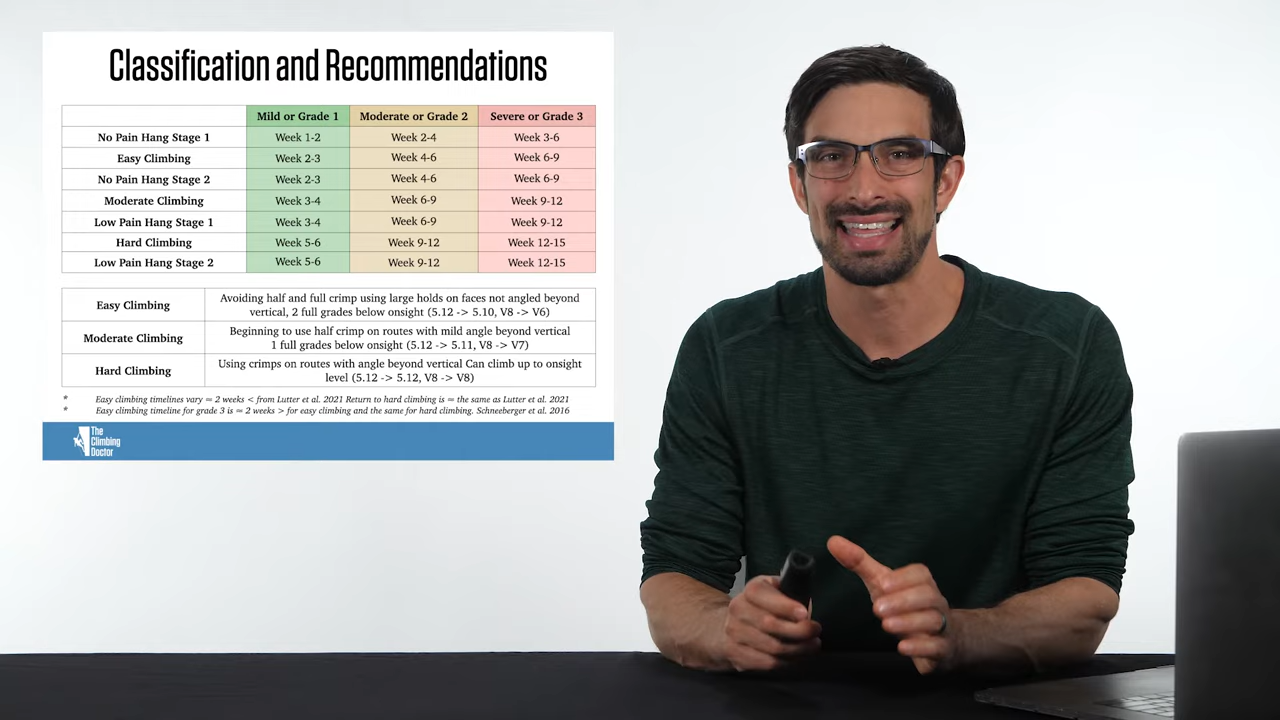 Classification and Recommendations
Mild or Grade 1 Moderate or Grade 2 Severe or Grade 3
No Pain Hang Stage 1 Week 1-2 Week 2-4 Week 3-6
Easy Climbing Week 2-3 Week 4-6 Week 6-9
No Pain Hang Stage 2 Week 2-3 Week 4-6 Week 6-9
Moderate Climbing Week 3-4 Week 6-9 Week 9-12
Low Pain Hang Stage 1 Week 3-4 Week 6-9 Week 9-12
Hard Climbing Week 5-6 Week 9-12 Week 12-15
Low Pain Hang Stage 2 Week 5-6 Week 9-12 Week 12-15
Easy Climbing
Avoiding half and full crimp using large holds on faces not angled beyond
vertical, 2 full grades below onsight (5.12 -> 5.10, V8 -> V6)
Moderate Climbing
Beginning to use half crimp on routes with mild angle beyond vertical
1 full grades below onsight (5.12 -> 5.11, V8 -> V7)
Hard Climbing
Using crimps on routes with angle beyond vertical Can climb up to onsight
level (5.12 -> 5.12, V8 -> V8)
* Easy climbing timelines vary = 2 weeks < from Lutter et al. 2021 Return to hard climbing is = the same as Lutter et al. 2021
* Easy climbing timeline for grade 3 is = 2 weeks > for easy climbing and the same for hard climbing. Schneeberger et al. 2016
The
Climbing
Doctor